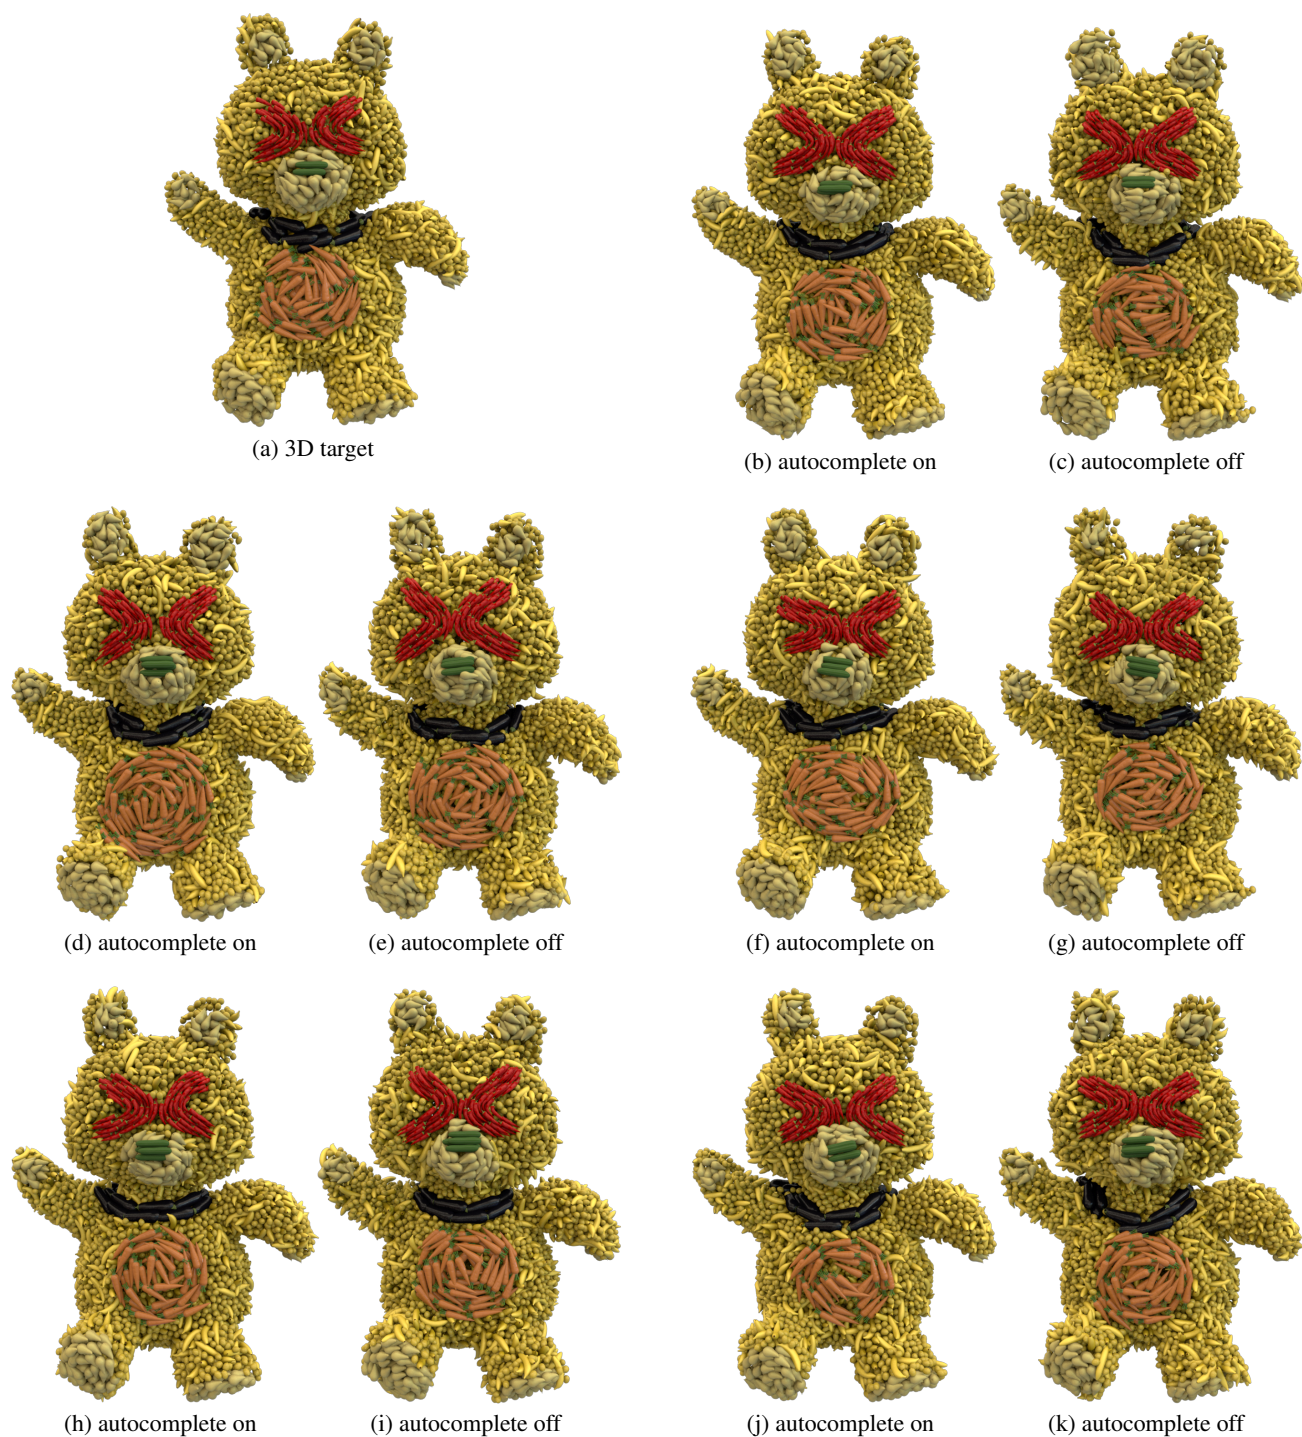 (a) 3D target
(b) autocomplete on
(c) autocomplete off
(d) autocomplete on
(e) autocomplete off
(f) autocomplete on
(g) autocomplete off
(h) autocomplete on
(i) autocomplete off
(j) autocomplete on
(k) autocomplete off